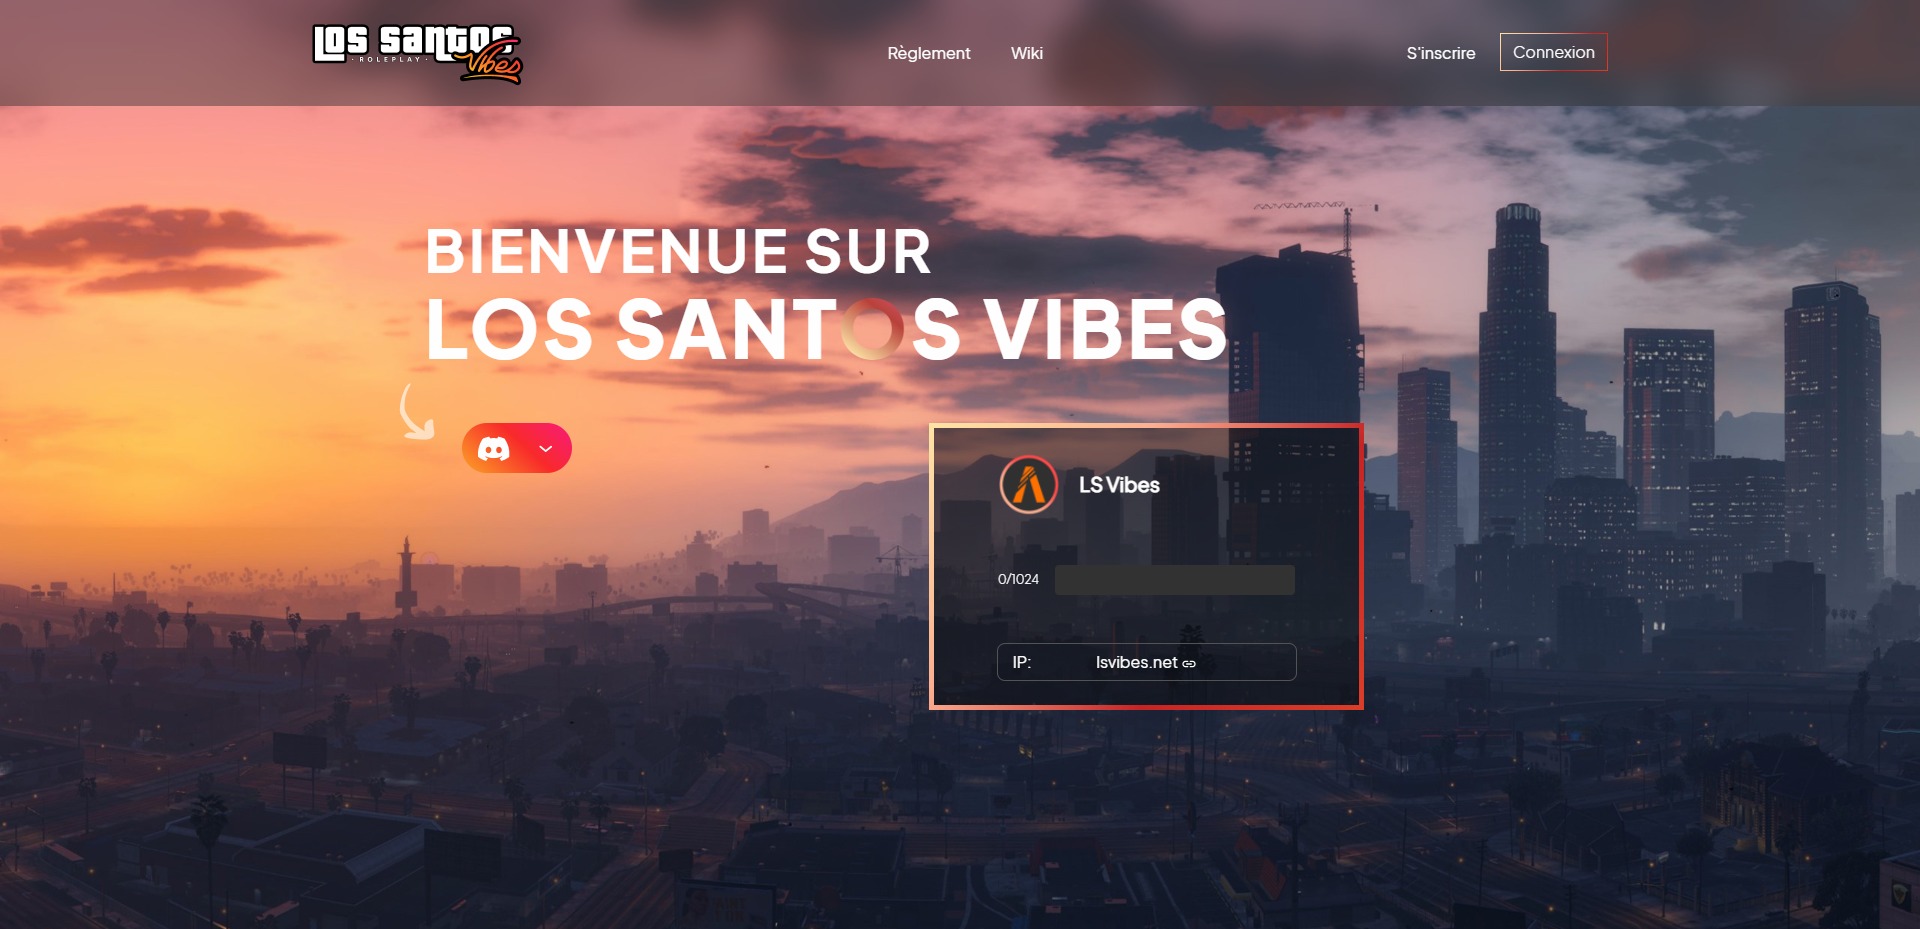 Los Santos
· ROLEPLAY ·
Vibes
Règlement
Wiki
S'inscrire
Connexion
BIENVENUE SUR
LOS SANTOS VIBES
LS Vibes
0/1024
IP: lsvibes.net